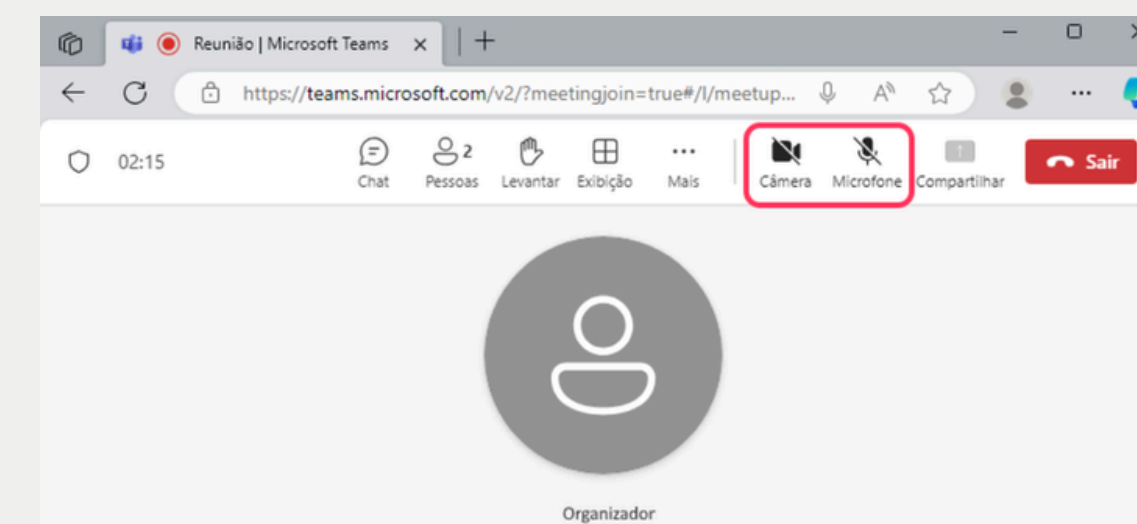 Reunião | Microsoft Teams
https://teams.microsoft.com/v2/?meetingjoin=true#/l/meetup...
02:15
2
Chat Pessoas Levantar Exibição Mais Câmera Microfone Compartilhar Sair
Organizador